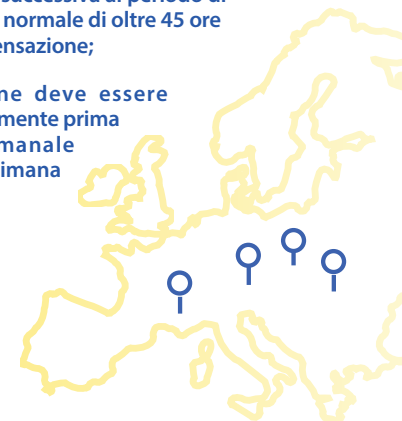 successiva al periodo di
normale di oltre 45 ore
ensazione;
ne deve essere
mente prima
manale
imana